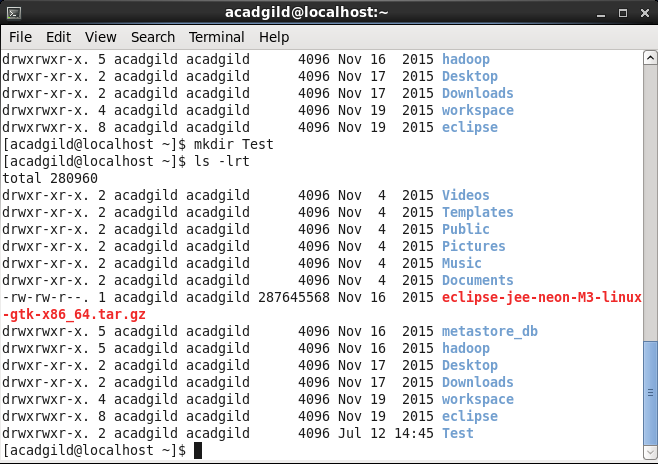 acadgild@localhost:~
File Edit View Search Terminal Help
drwxrwxr-x. 5 acadgild acadgild      4096 Nov 16  2015 hadoop
drwxr-xr-x. 2 acadgild acadgild      4096 Nov 17  2015 Desktop
drwxr-xr-x. 2 acadgild acadgild      4096 Nov 17  2015 Downloads
drwxrwxr-x. 4 acadgild acadgild      4096 Nov 19  2015 workspace
drwxrwxr-x. 8 acadgild acadgild      4096 Nov 19  2015 eclipse
[acadgild@localhost ~]$ mkdir Test
[acadgild@localhost ~]$ ls -lrt
total 280960
drwxr-xr-x. 2 acadgild acadgild      4096 Nov  4  2015 Videos
drwxr-xr-x. 2 acadgild acadgild      4096 Nov  4  2015 Templates
drwxr-xr-x. 2 acadgild acadgild      4096 Nov  4  2015 Public
drwxr-xr-x. 2 acadgild acadgild      4096 Nov  4  2015 Pictures
drwxr-xr-x. 2 acadgild acadgild      4096 Nov  4  2015 Music
drwxr-xr-x. 2 acadgild acadgild      4096 Nov  4  2015 Documents
-rw-rw-r--. 1 acadgild acadgild 287645568 Nov 16  2015 eclipse-jee-neon-M3-linux
-gtk-x86_64.tar.gz
drwxrwxr-x. 5 acadgild acadgild      4096 Nov 16  2015 metastore_db
drwxrwxr-x. 5 acadgild acadgild      4096 Nov 16  2015 hadoop
drwxr-xr-x. 2 acadgild acadgild      4096 Nov 17  2015 Desktop
drwxr-xr-x. 2 acadgild acadgild      4096 Nov 17  2015 Downloads
drwxrwxr-x. 4 acadgild acadgild      4096 Nov 19  2015 workspace
drwxrwxr-x. 8 acadgild acadgild      4096 Nov 19  2015 eclipse
drwxrwxr-x. 2 acadgild acadgild      4096 Jul 12 14:45 Test
[acadgild@localhost ~]$